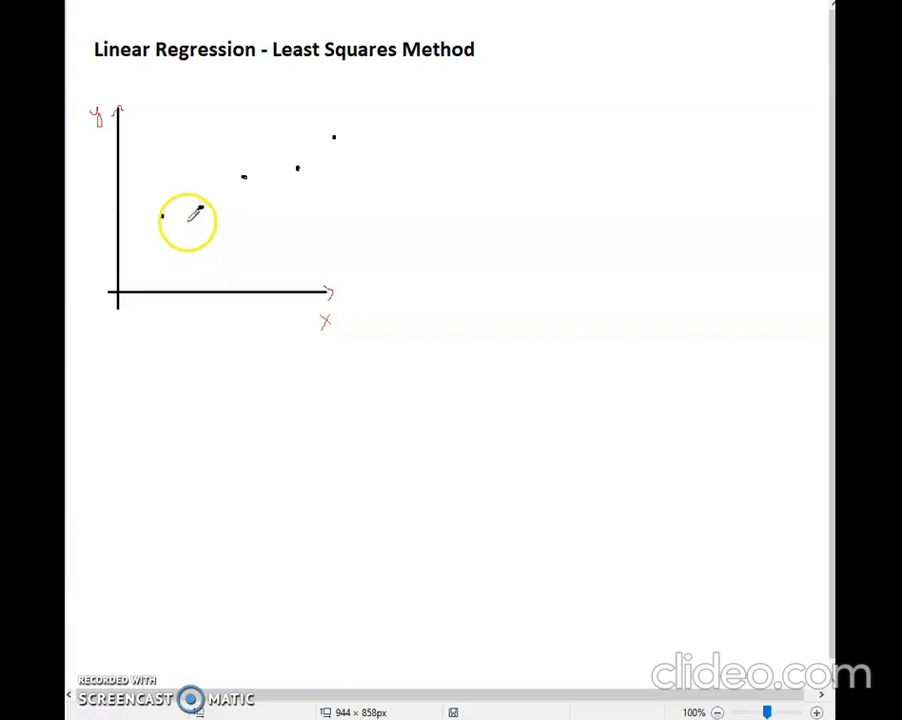 Linear Regression - Least Squares Method
y
x
RECORDED WITH
SCREENCAST MATIC
clideo.com
944 × 858px
100%